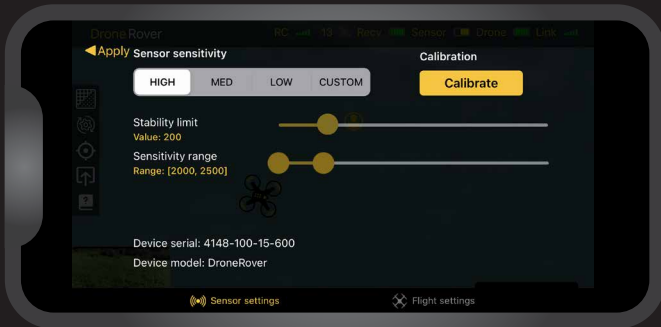 DroneRover RC 13 Recv Sensor Drone Link
Apply Sensor sensitivity
Calibration
HIGH MED LOW CUSTOM
Calibrate
Stability limit
Value: 200
Sensitivity range
Range: [2000, 2500]
Device serial: 4148-100-15-600
Device model: DroneRover
Sensor settings Flight settings